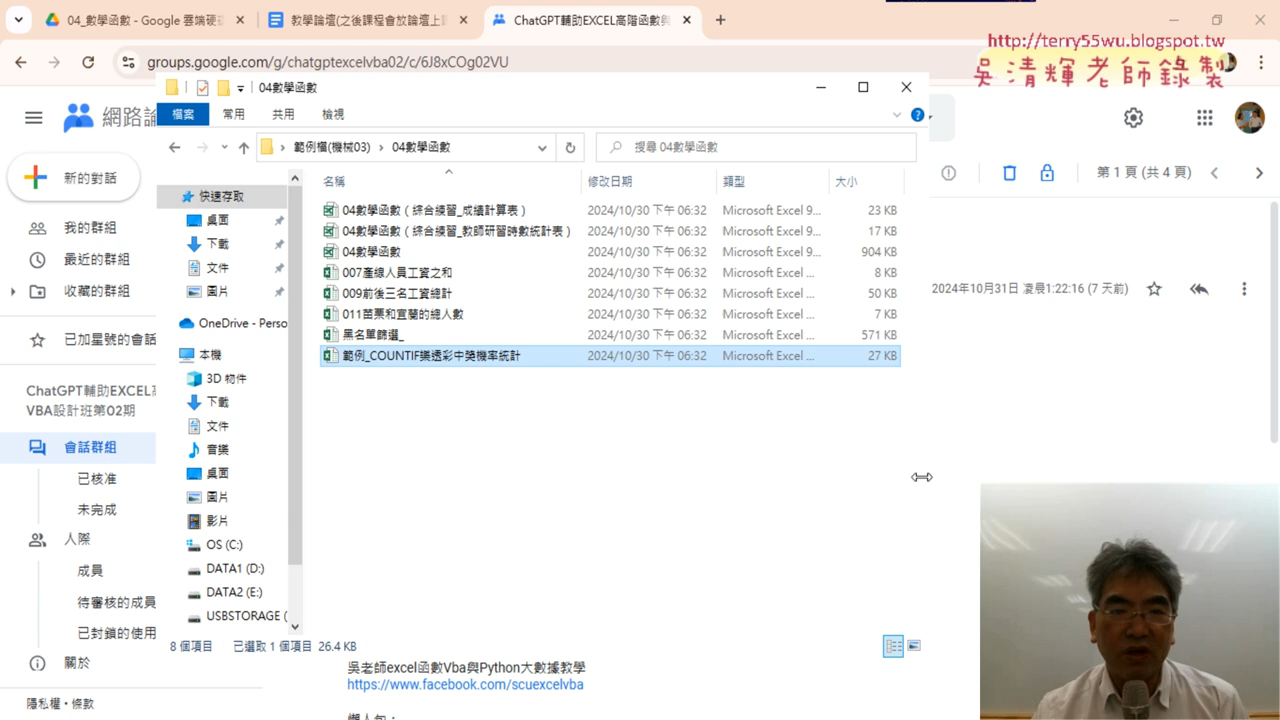 04_數學函數 - Google 雲端硬
教學論壇(之後課程會放論壇上
ChatGPT輔助EXCEL高階函數與
groups.google.com/g/chatgptexcelvba02/c/6J8xCOg02VU
http://terry55wu.blogspot.tw
吳清輝老師錄製
網路論
新的對話
我的群組
最近的群組
收藏的群組
已加星號的會話
ChatGPT輔助EXCEL高
VBA設計班第02期
會話群組
已核准
未完成
人際
成員
待審核的成員
已封鎖的使用
關於
隱私權・條款
04數學函數
檔案
常用
共用
檢視
範例檔(機械03) › 04數學函數
搜尋 04數學函數
快速存取
桌面
下載
文件
圖片
OneDrive - Perso
本機
3D 物件
下載
文件
音樂
桌面
圖片
影片
OS (C:)
DATA1 (D:)
DATA2 (E:)
USBSTORAGE (
名稱 修改日期 類型 大小
04數學函數（綜合練習_成績計算表） 2024/10/30 下午 06:32 Microsoft Excel 9... 23 KB
04數學函數（綜合練習_教師研習時數統計表） 2024/10/30 下午 06:32 Microsoft Excel 9... 17 KB
04數學函數 2024/10/30 下午 06:32 Microsoft Excel 9... 904 KB
007產線人員工資之和 2024/10/30 下午 06:32 Microsoft Excel ... 8 KB
009前後三名工資總計 2024/10/30 下午 06:32 Microsoft Excel ... 50 KB
011苗栗和宜蘭的總人數 2024/10/30 下午 06:32 Microsoft Excel ... 7 KB
黑名單篩選_ 2024/10/30 下午 06:32 Microsoft Excel ... 571 KB
範例_COUNTIF樂透彩中獎機率統計 2024/10/30 下午 06:32 Microsoft Excel ... 27 KB
8 個項目 已選取 1 個項目 26.4 KB
第 1 頁 (共 4 頁)
2024年10月31日 凌晨1:22:16 (7 天前)
吳老師excel函數Vba與Python大數據教學
https://www.facebook.com/scuexcelvba
懶人包：